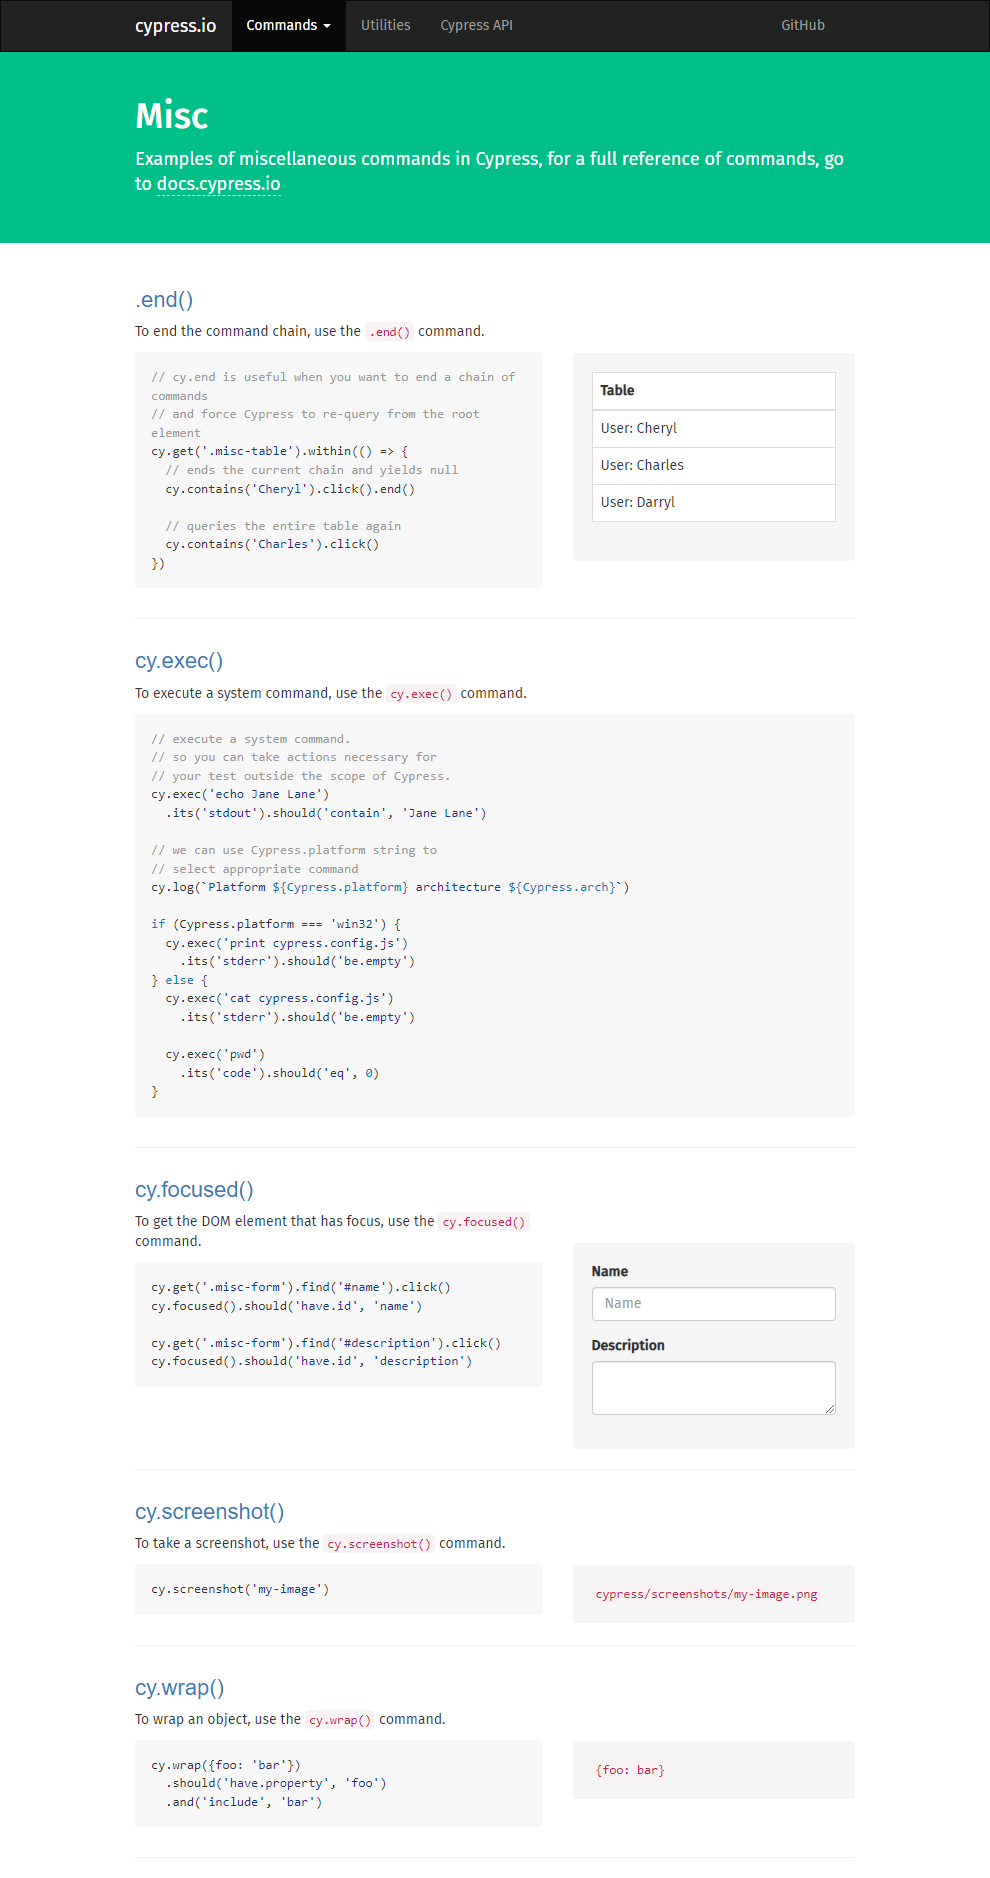 cypress.io Commands Utilities Cypress API GitHub
Misc
Examples of miscellaneous commands in Cypress, for a full reference of commands, go
to docs.cypress.io
.end()
To end the command chain, use the .end() command.
// cy.end is useful when you want to end a chain of
commands
// and force Cypress to re-query from the root
element
cy.get('.misc-table').within(() => {
  // ends the current chain and yields null
  cy.contains('Cheryl').click().end()
  // queries the entire table again
  cy.contains('Charles').click()
})
Table
User: Cheryl
User: Charles
User: Darryl
cy.exec()
To execute a system command, use the cy.exec() command.
// execute a system command.
// so you can take actions necessary for
// your test outside the scope of Cypress.
cy.exec('echo Jane Lane')
  .its('stdout').should('contain', 'Jane Lane')
// we can use Cypress.platform string to
// select appropriate command
cy.log(`Platform ${Cypress.platform} architecture ${Cypress.arch}`)
if (Cypress.platform === 'win32') {
  cy.exec('print cypress.config.js')
    .its('stderr').should('be.empty')
} else {
  cy.exec('cat cypress.config.js')
    .its('stderr').should('be.empty')
  cy.exec('pwd')
    .its('code').should('eq', 0)
}
cy.focused()
To get the DOM element that has focus, use the cy.focused()
command.
cy.get('.misc-form').find('#name').click()
cy.focused().should('have.id', 'name')
cy.get('.misc-form').find('#description').click()
cy.focused().should('have.id', 'description')
Name
Name
Description
cy.screenshot()
To take a screenshot, use the cy.screenshot() command.
cy.screenshot('my-image')
cypress/screenshots/my-image.png
cy.wrap()
To wrap an object, use the cy.wrap() command.
cy.wrap({foo: 'bar'})
  .should('have.property', 'foo')
  .and('include', 'bar')
{foo: bar}